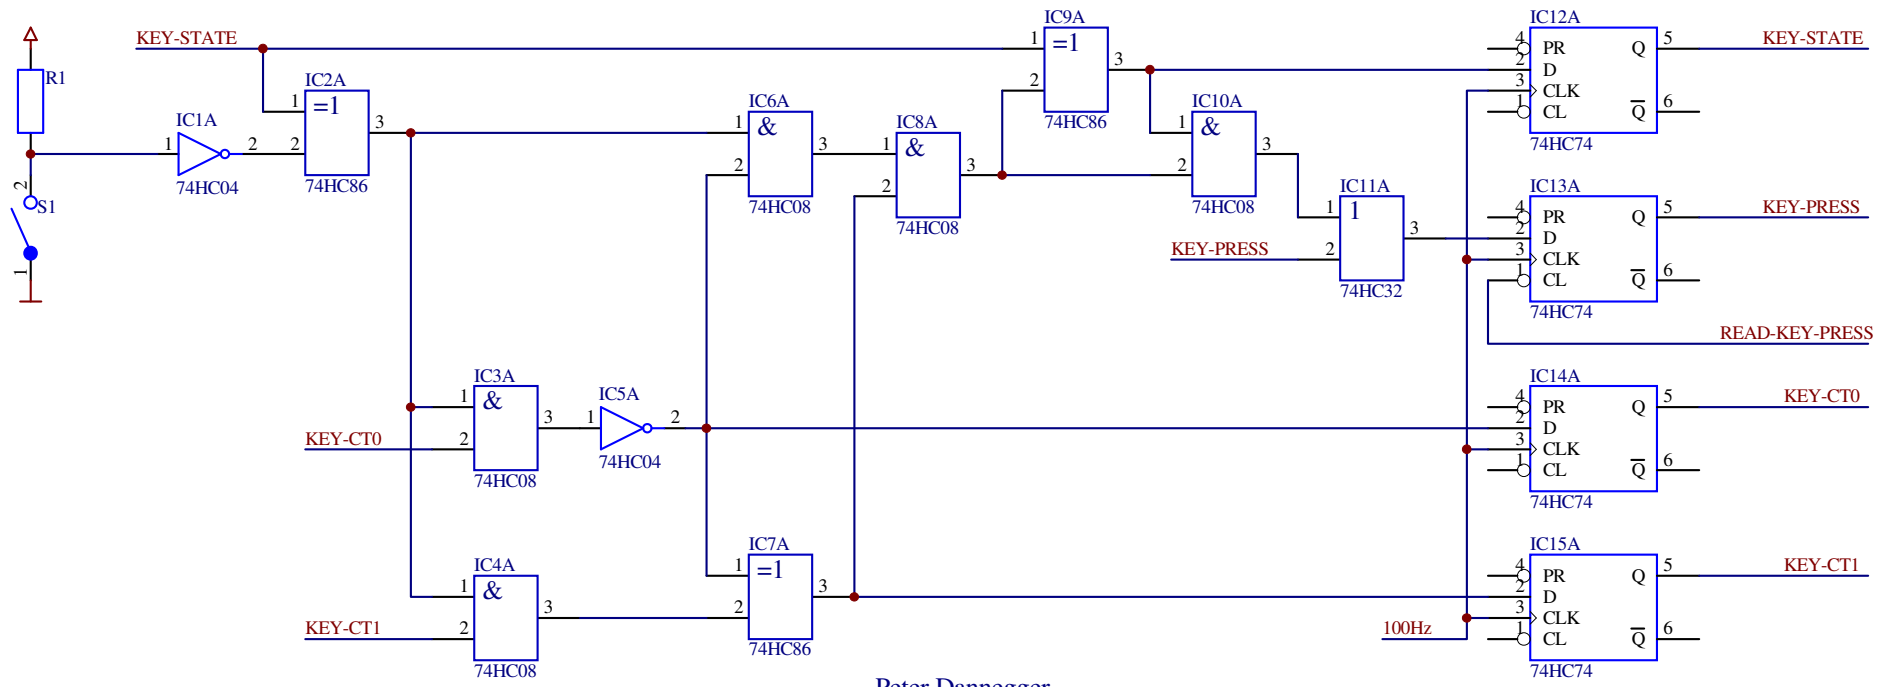 R1
2
S1
1
KEY-STATE
IC1A
1
2
74HC04
IC2A
1
=1
2
3
74HC86
IC3A
1
&
2
3
74HC08
KEY-CT0
IC4A
1
&
2
3
74HC08
KEY-CT1
IC5A
1
2
74HC04
IC6A
1
&
2
3
74HC08
IC7A
1
=1
2
3
74HC86
IC8A
1
&
2
3
74HC08
IC9A
1
=1
2
3
74HC86
IC10A
1
&
2
3
74HC08
IC11A
1
1
2
3
74HC32
KEY-PRESS
IC12A
4 PR Q 5 KEY-STATE
2 D
3 CLK
1 CL Q 6
74HC74
IC13A
4 PR Q 5 KEY-PRESS
2 D
3 CLK
1 CL Q 6
74HC74
READ-KEY-PRESS
IC14A
4 PR Q 5 KEY-CT0
2 D
3 CLK
1 CL Q 6
74HC74
IC15A
4 PR Q 5 KEY-CT1
2 D
3 CLK
100Hz
1 CL Q 6
74HC74
Peter Dannegger